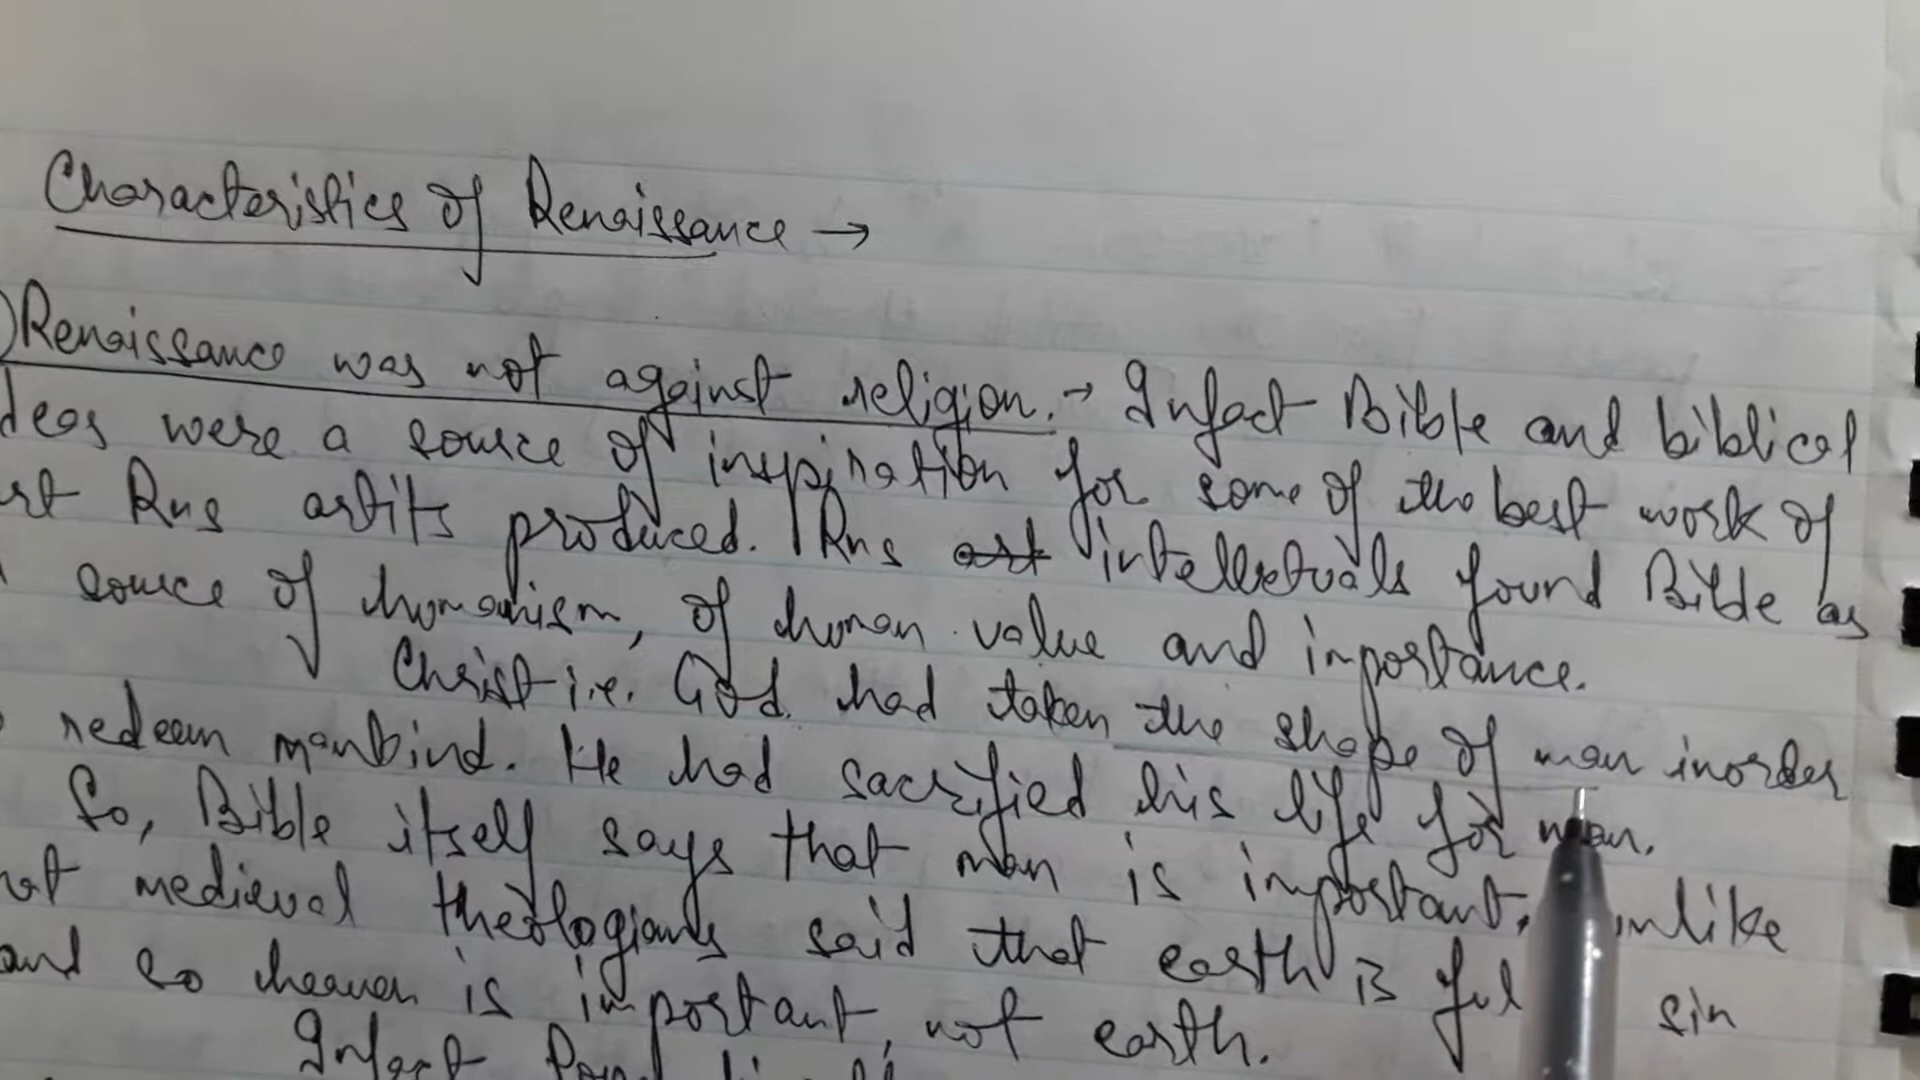 Characteristics of Renaissance →
)Renaissance was not against religion. → Infact Bible and biblical
deas were a source of inspiration for some of the best work of
rt Rns artits produced. Rns intellectuals found Bible as
source of humanism, of human value and importance.
Christ i.e. God had taken the shape of man inorder
redeem mankind. He had sacrified his life for man.
So, Bible itself says that man is important, unlike
medieval theologians said that earth is ful sin
and so heaven is important, not earth.
Infact